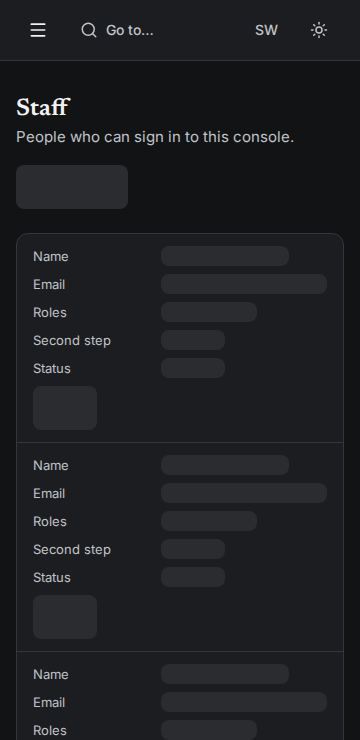 Go to...
SW
Staff
People who can sign in to this console.
Name
Email
Roles
Second step
Status
Name
Email
Roles
Second step
Status
Name
Email
Roles